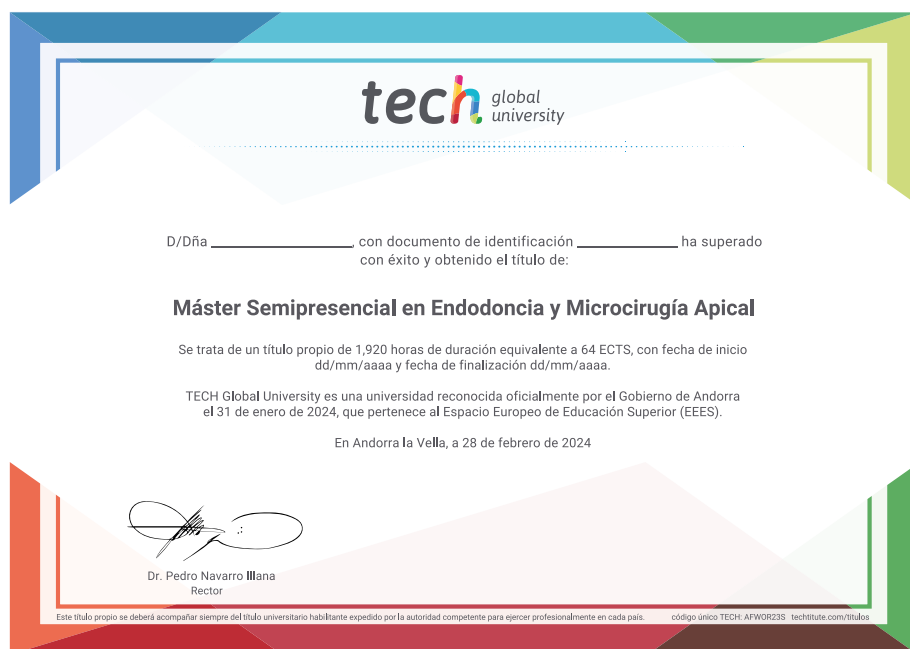 tech global university
D/Dña ____________________, con documento de identificación ______________ ha superado
con éxito y obtenido el título de:
Máster Semipresencial en Endodoncia y Microcirugía Apical
Se trata de un título propio de 1,920 horas de duración equivalente a 64 ECTS, con fecha de inicio
dd/mm/aaaa y fecha de finalización dd/mm/aaaa.
TECH Global University es una universidad reconocida oficialmente por el Gobierno de Andorra
el 31 de enero de 2024, que pertenece al Espacio Europeo de Educación Superior (EEES).
En Andorra la Vella, a 28 de febrero de 2024
Dr. Pedro Navarro Illana
Rector
Este título propio se deberá acompañar siempre del título universitario habilitante expedido por la autoridad competente para ejercer profesionalmente en cada país. código único TECH: AFWOR23S techtitute.com/titulos